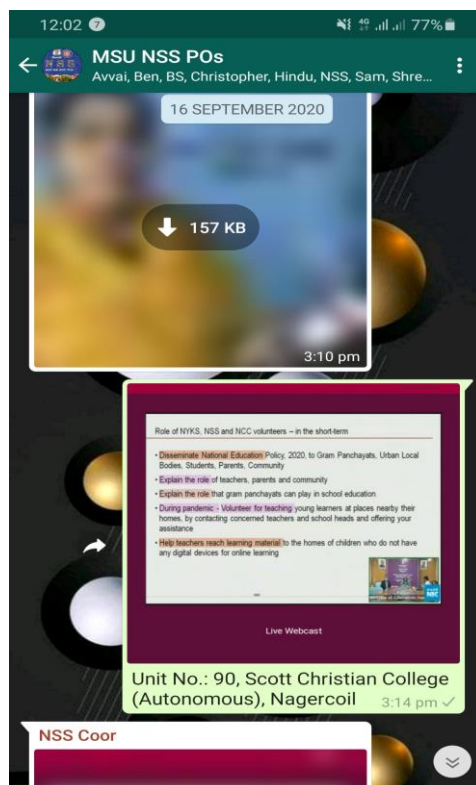 12:02 7 4G 77%
MSU NSS POs
Avvai, Ben, BS, Christopher, Hindu, NSS, Sam, Shre...
16 SEPTEMBER 2020
157 KB
3:10 pm
Role of NYKS, NSS and NCC volunteers – in the short-term
• Disseminate National Education Policy, 2020, to Gram Panchayats, Urban Local
Bodies, Students, Parents, Community
• Explain the role of teachers, parents and community
• Explain the role that gram panchayats can play in school education
• During pandemic - Volunteer for teaching young learners at places nearby their
homes, by contacting concerned teachers and school heads and offering your
assistance
• Help teachers reach learning material to the homes of children who do not have
any digital devices for online learning
Live Webcast
Unit No.: 90, Scott Christian College
(Autonomous), Nagercoil
3:14 pm
NSS Coor